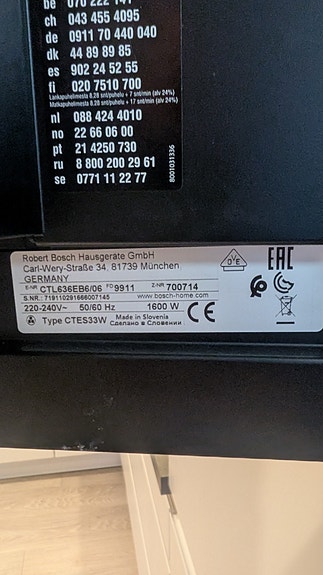 be 070 222 141
ch 043 455 4095
de 0911 70 440 040
dk 44 89 89 85
es 902 24 52 55
fi 020 7510 700
Lankapuhelimesta 8,28 snt/puhelu + 7 snt/min (alv 24%)
Matkapuhelimesta 8,28 snt/puhelu + 17 snt/min (alv 24%)
nl 088 424 4010
no 22 66 06 00
pt 21 4250 730
ru 8 800 200 29 61
se 0771 11 22 77
8001031336
Robert Bosch Hausgeräte GmbH
Carl-Wery-Straße 34, 81739 München
GERMANY
E-NR CTL636EB6/06 FD 9911 Z-NR 700714
S.NR.: 719110291666007145 www.bosch-home.com
220-240V~ 50/60 Hz 1600 W
Type CTES33W Made in Slovenia
Сделано в Словении
CE
DVE
EAC